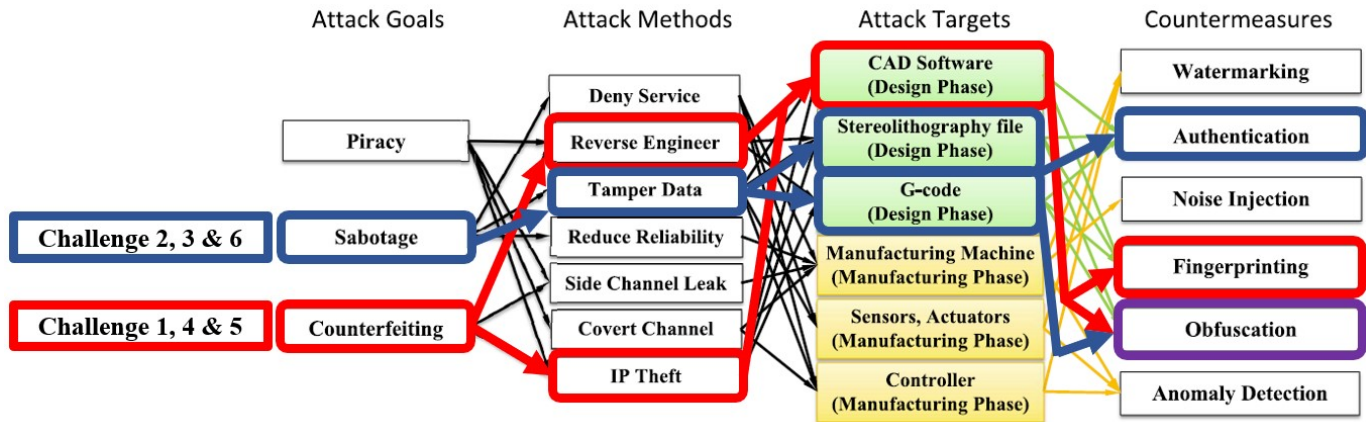 Attack Goals
Attack Methods
Attack Targets
Countermeasures
Piracy
Challenge 2, 3 & 6
Sabotage
Challenge 1, 4 & 5
Counterfeiting
Deny Service
Reverse Engineer
Tamper Data
Reduce Reliability
Side Channel Leak
Covert Channel
IP Theft
CAD Software
(Design Phase)
Stereolithography file
(Design Phase)
G-code
(Design Phase)
Manufacturing Machine
(Manufacturing Phase)
Sensors, Actuators
(Manufacturing Phase)
Controller
(Manufacturing Phase)
Watermarking
Authentication
Noise Injection
Fingerprinting
Obfuscation
Anomaly Detection